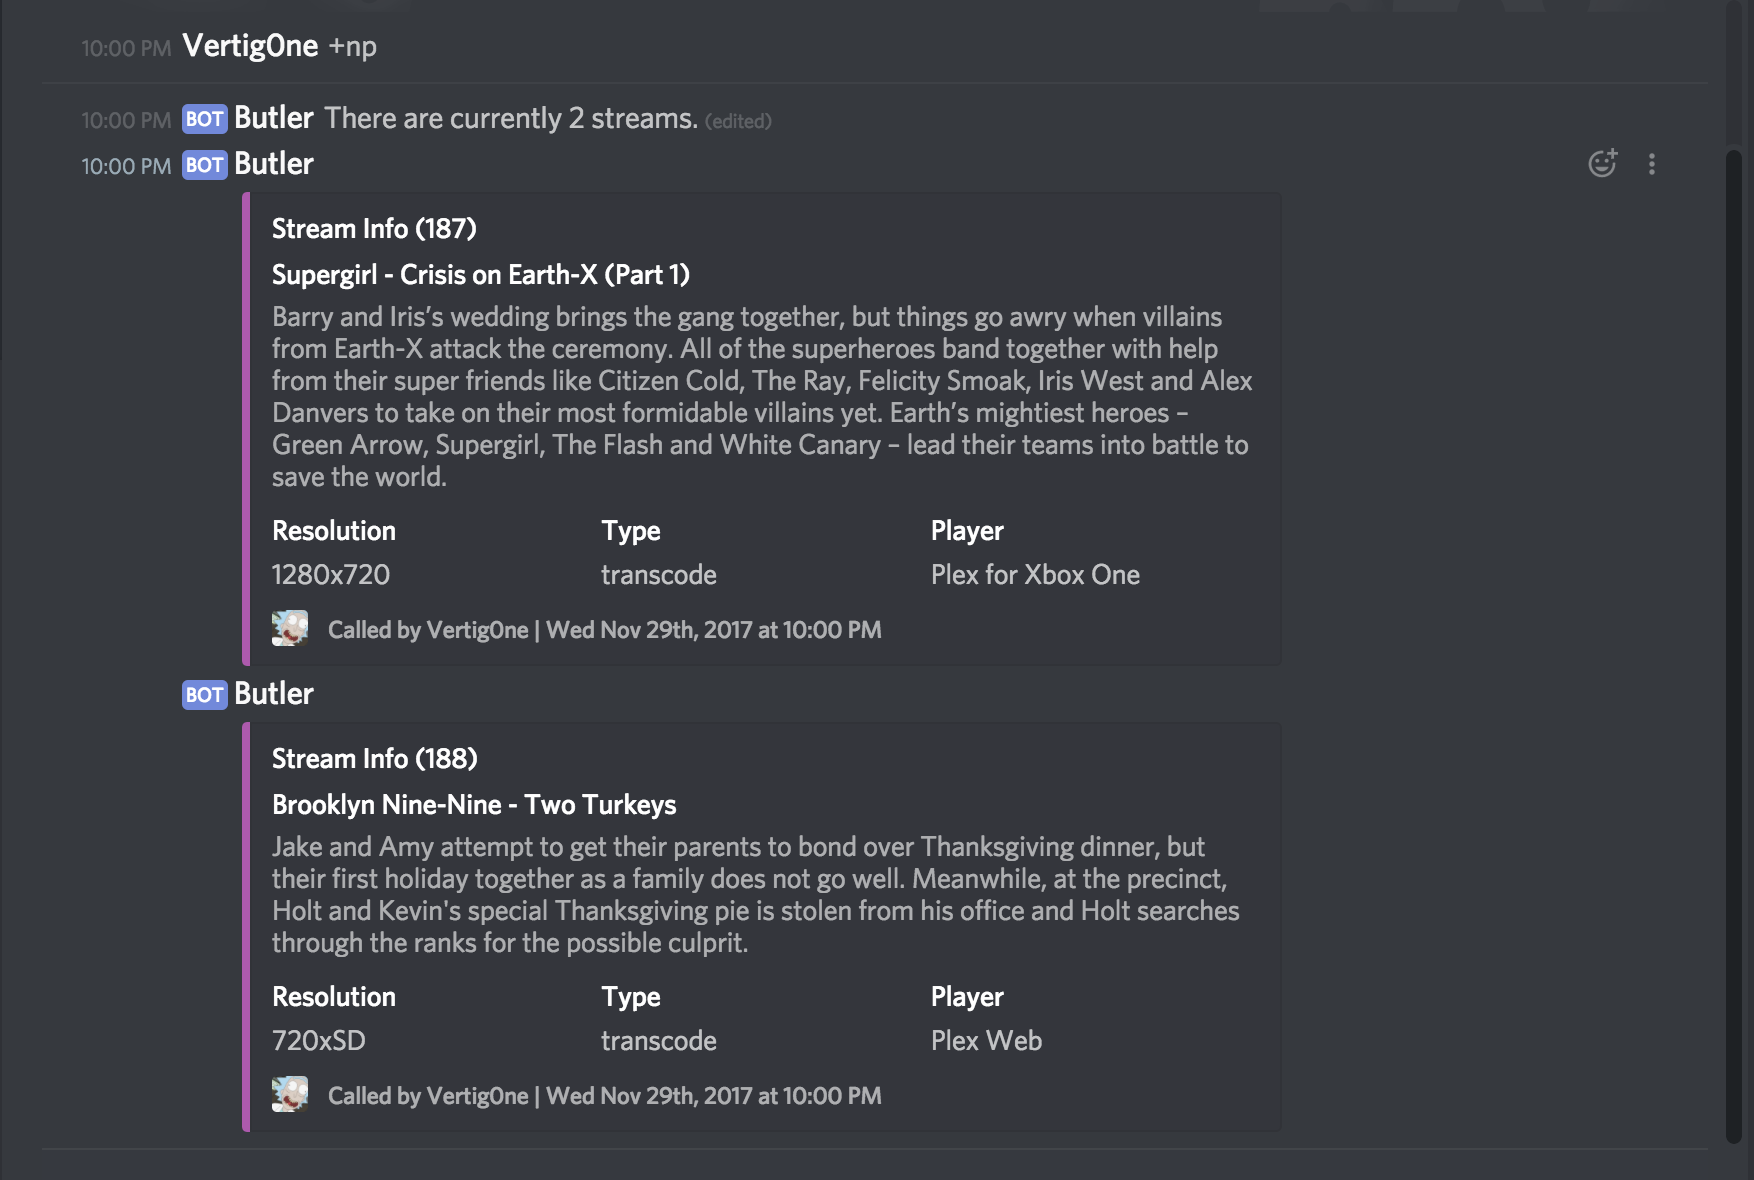 10:00 PM Vertig0ne +np
10:00 PM BOT Butler There are currently 2 streams. (edited)
10:00 PM BOT Butler
Stream Info (187)
Supergirl - Crisis on Earth-X (Part 1)
Barry and Iris’s wedding brings the gang together, but things go awry when villains
from Earth-X attack the ceremony. All of the superheroes band together with help
from their super friends like Citizen Cold, The Ray, Felicity Smoak, Iris West and Alex
Danvers to take on their most formidable villains yet. Earth’s mightiest heroes –
Green Arrow, Supergirl, The Flash and White Canary – lead their teams into battle to
save the world.
Resolution Type Player
1280x720 transcode Plex for Xbox One
Called by Vertig0ne | Wed Nov 29th, 2017 at 10:00 PM
BOT Butler
Stream Info (188)
Brooklyn Nine-Nine - Two Turkeys
Jake and Amy attempt to get their parents to bond over Thanksgiving dinner, but
their first holiday together as a family does not go well. Meanwhile, at the precinct,
Holt and Kevin's special Thanksgiving pie is stolen from his office and Holt searches
through the ranks for the possible culprit.
Resolution Type Player
720xSD transcode Plex Web
Called by Vertig0ne | Wed Nov 29th, 2017 at 10:00 PM